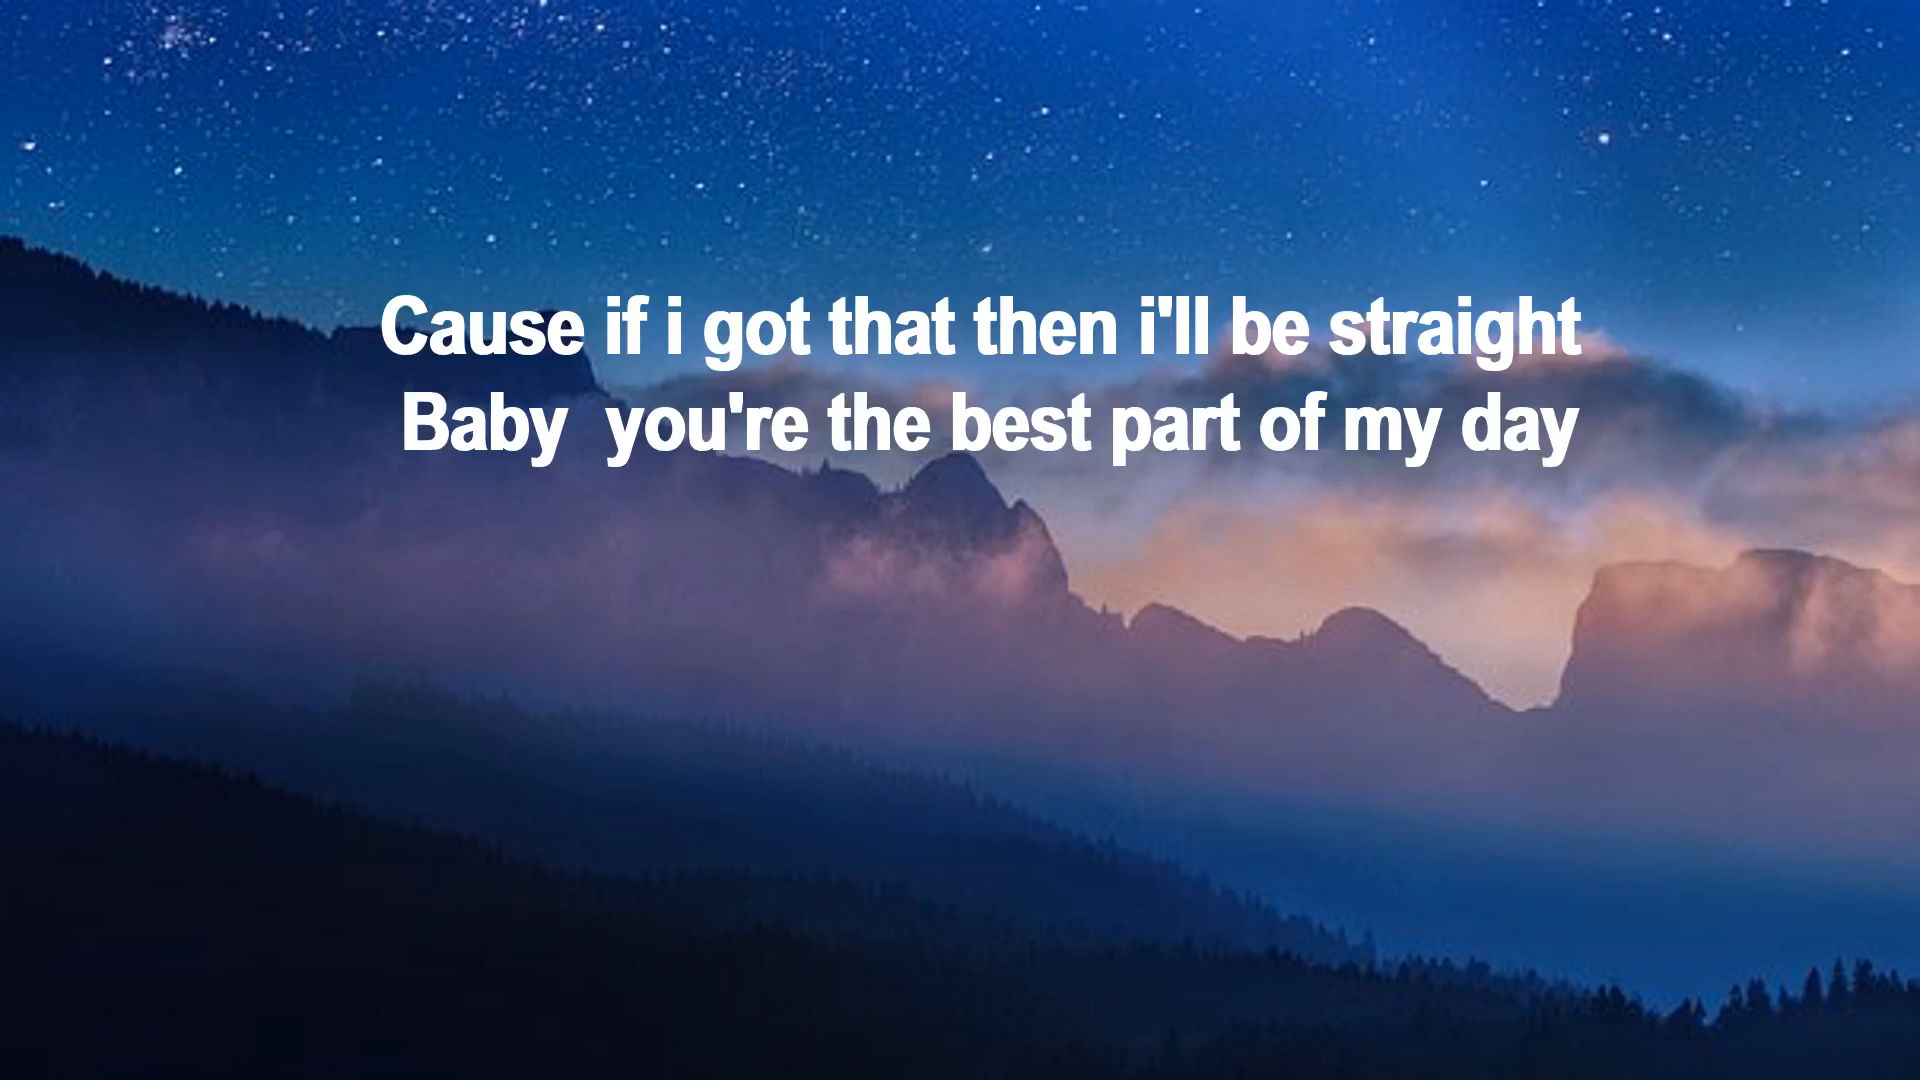 Cause if i got that then i'll be straight
Baby  you're the best part of my day